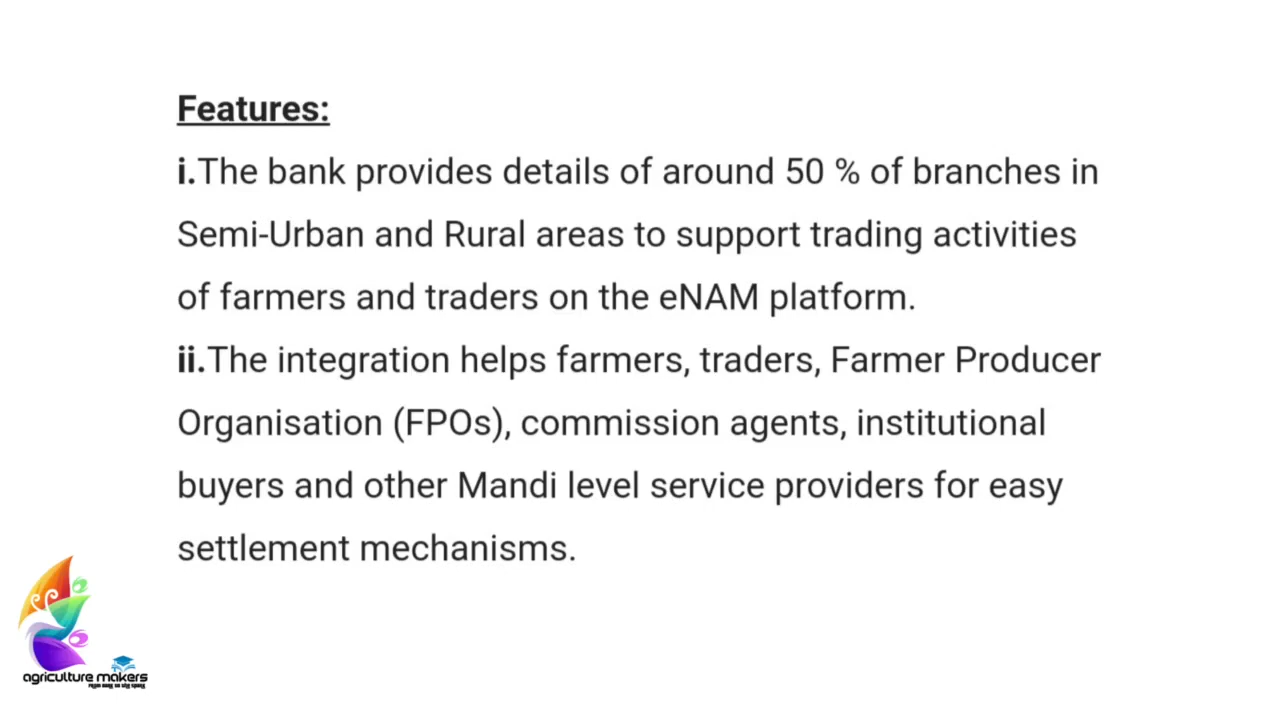 Features:
i.The bank provides details of around 50 % of branches in
Semi-Urban and Rural areas to support trading activities
of farmers and traders on the eNAM platform.
ii.The integration helps farmers, traders, Farmer Producer
Organisation (FPOs), commission agents, institutional
buyers and other Mandi level service providers for easy
settlement mechanisms.
agriculture makers